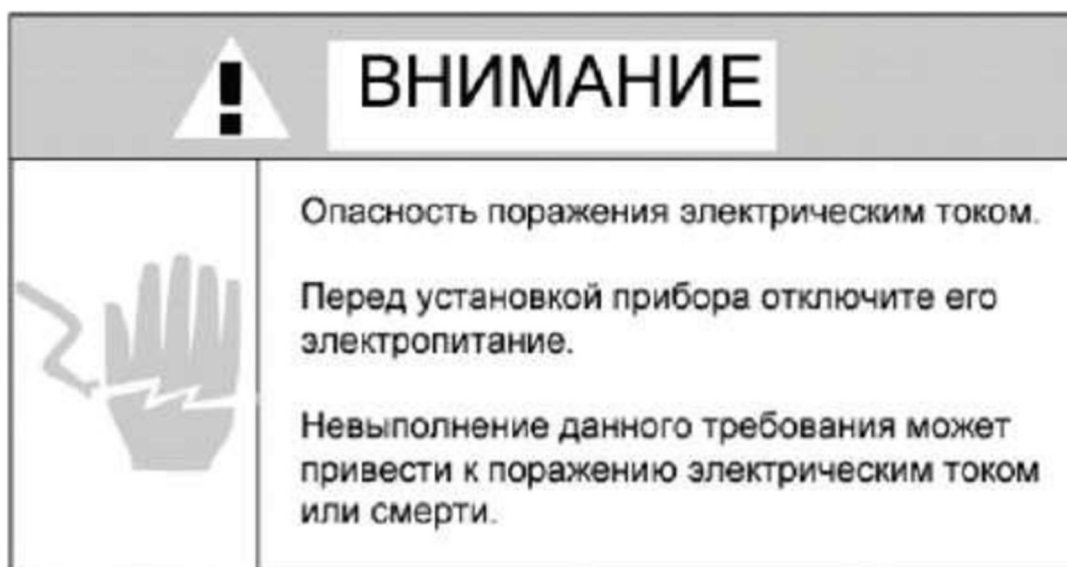 ВНИМАНИЕ
Опасность поражения электрическим током.
Перед установкой прибора отключите его
электропитание.
Невыполнение данного требования может
привести к поражению электрическим током
или смерти.